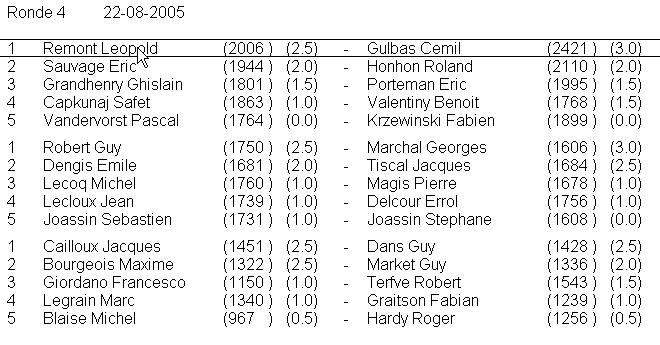 Ronde 4 22-08-2005
1 Remont Leopold (2006 ) (2.5) - Gulbas Cemil (2421 ) (3.0)
2 Sauvage Eric (1944 ) (2.0) - Honhon Roland (2110 ) (2.0)
3 Grandhenry Ghislain (1801 ) (1.5) - Porteman Eric (1995 ) (1.5)
4 Capkunaj Safet (1863 ) (1.0) - Valentiny Benoit (1768 ) (1.5)
5 Vandervorst Pascal (1764 ) (0.0) - Krzewinski Fabien (1899 ) (0.0)
1 Robert Guy (1750 ) (2.5) - Marchal Georges (1606 ) (3.0)
2 Dengis Emile (1681 ) (2.0) - Tiscal Jacques (1684 ) (2.5)
3 Lecoq Michel (1760 ) (1.0) - Magis Pierre (1678 ) (1.0)
4 Lecloux Jean (1739 ) (1.0) - Delcour Errol (1756 ) (1.0)
5 Joassin Sebastien (1731 ) (1.0) - Joassin Stephane (1608 ) (0.0)
1 Cailloux Jacques (1451 ) (2.5) - Dans Guy (1428 ) (2.5)
2 Bourgeois Maxime (1322 ) (2.5) - Market Guy (1336 ) (2.0)
3 Giordano Francesco (1150 ) (1.0) - Terfve Robert (1543 ) (1.5)
4 Legrain Marc (1340 ) (1.0) - Graitson Fabian (1239 ) (1.0)
5 Blaise Michel (967 ) (0.5) - Hardy Roger (1256 ) (0.5)